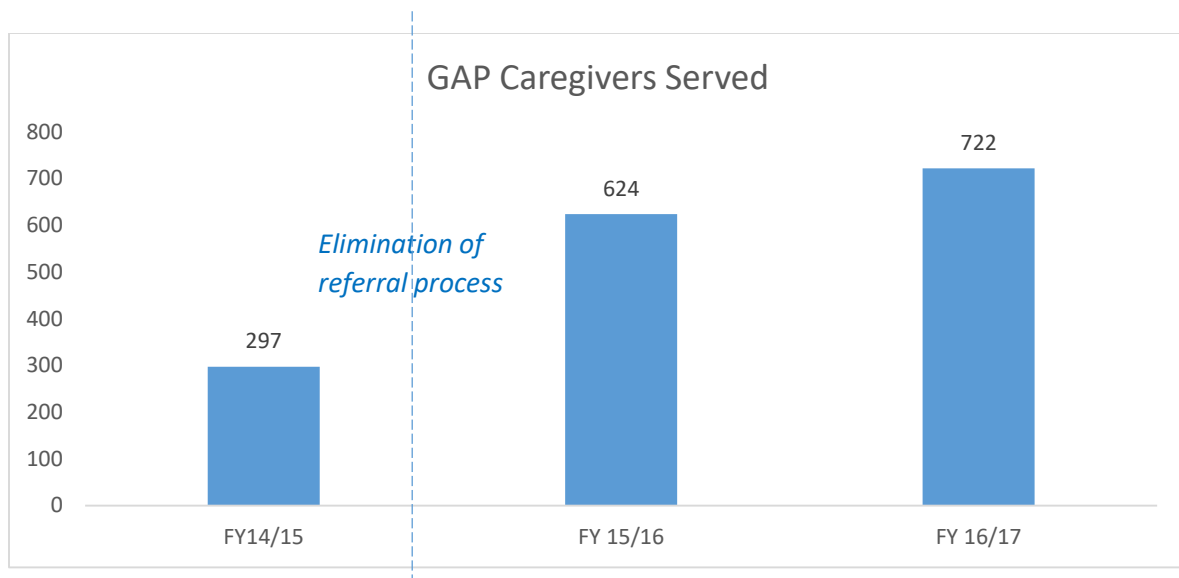 GAP Caregivers Served
800
700
600
500
400
300
200
100
0
297
624
722
Elimination of
referral process
FY14/15
FY 15/16
FY 16/17